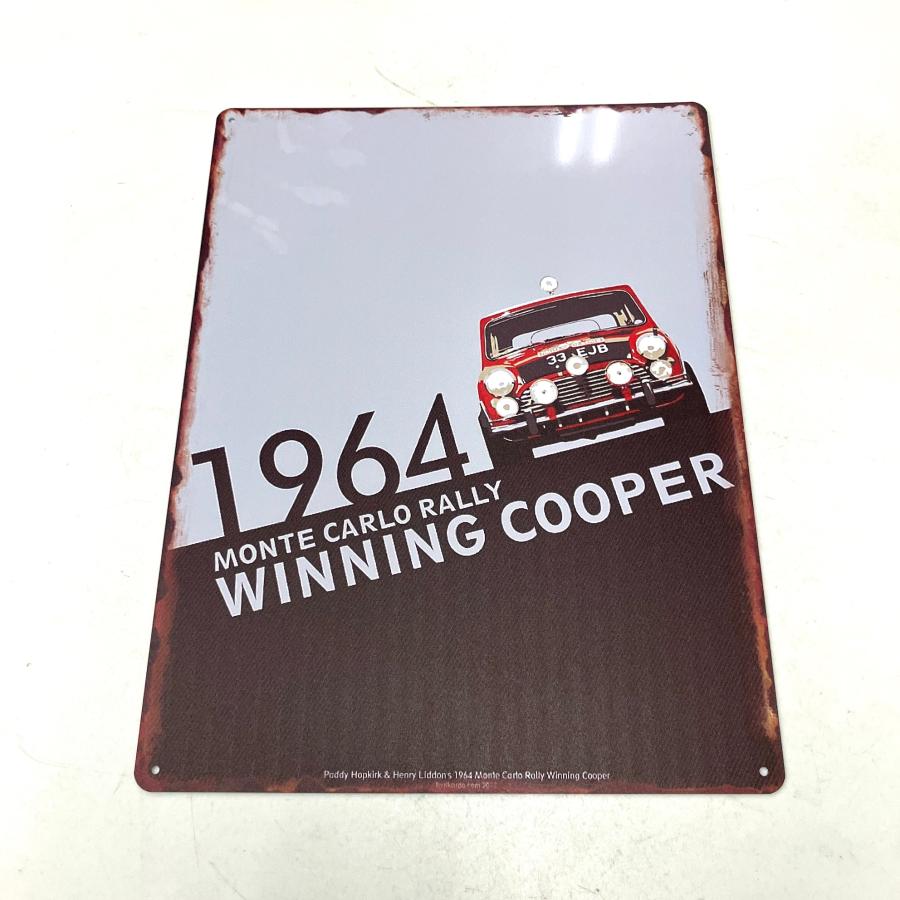 33 EJB
1964
MONTE CARLO RALLY
WINNING COOPER
Paddy Hopkirk & Henry Liddon's 1964 Monte Carlo Rally Winning Cooper